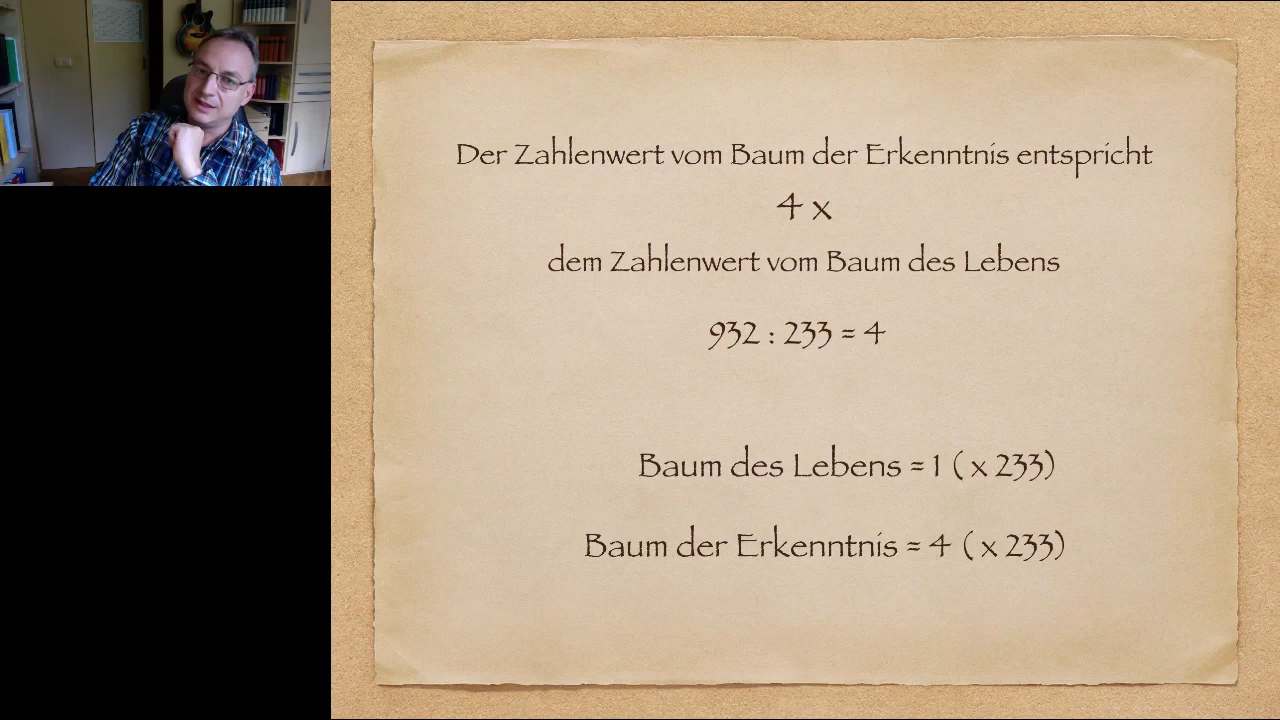 Der Zahlenwert vom Baum der Erkenntnis entspricht
4 x
dem Zahlenwert vom Baum des Lebens
932 : 233 = 4
Baum des Lebens = 1 ( x 233)
Baum der Erkenntnis = 4 ( x 233)